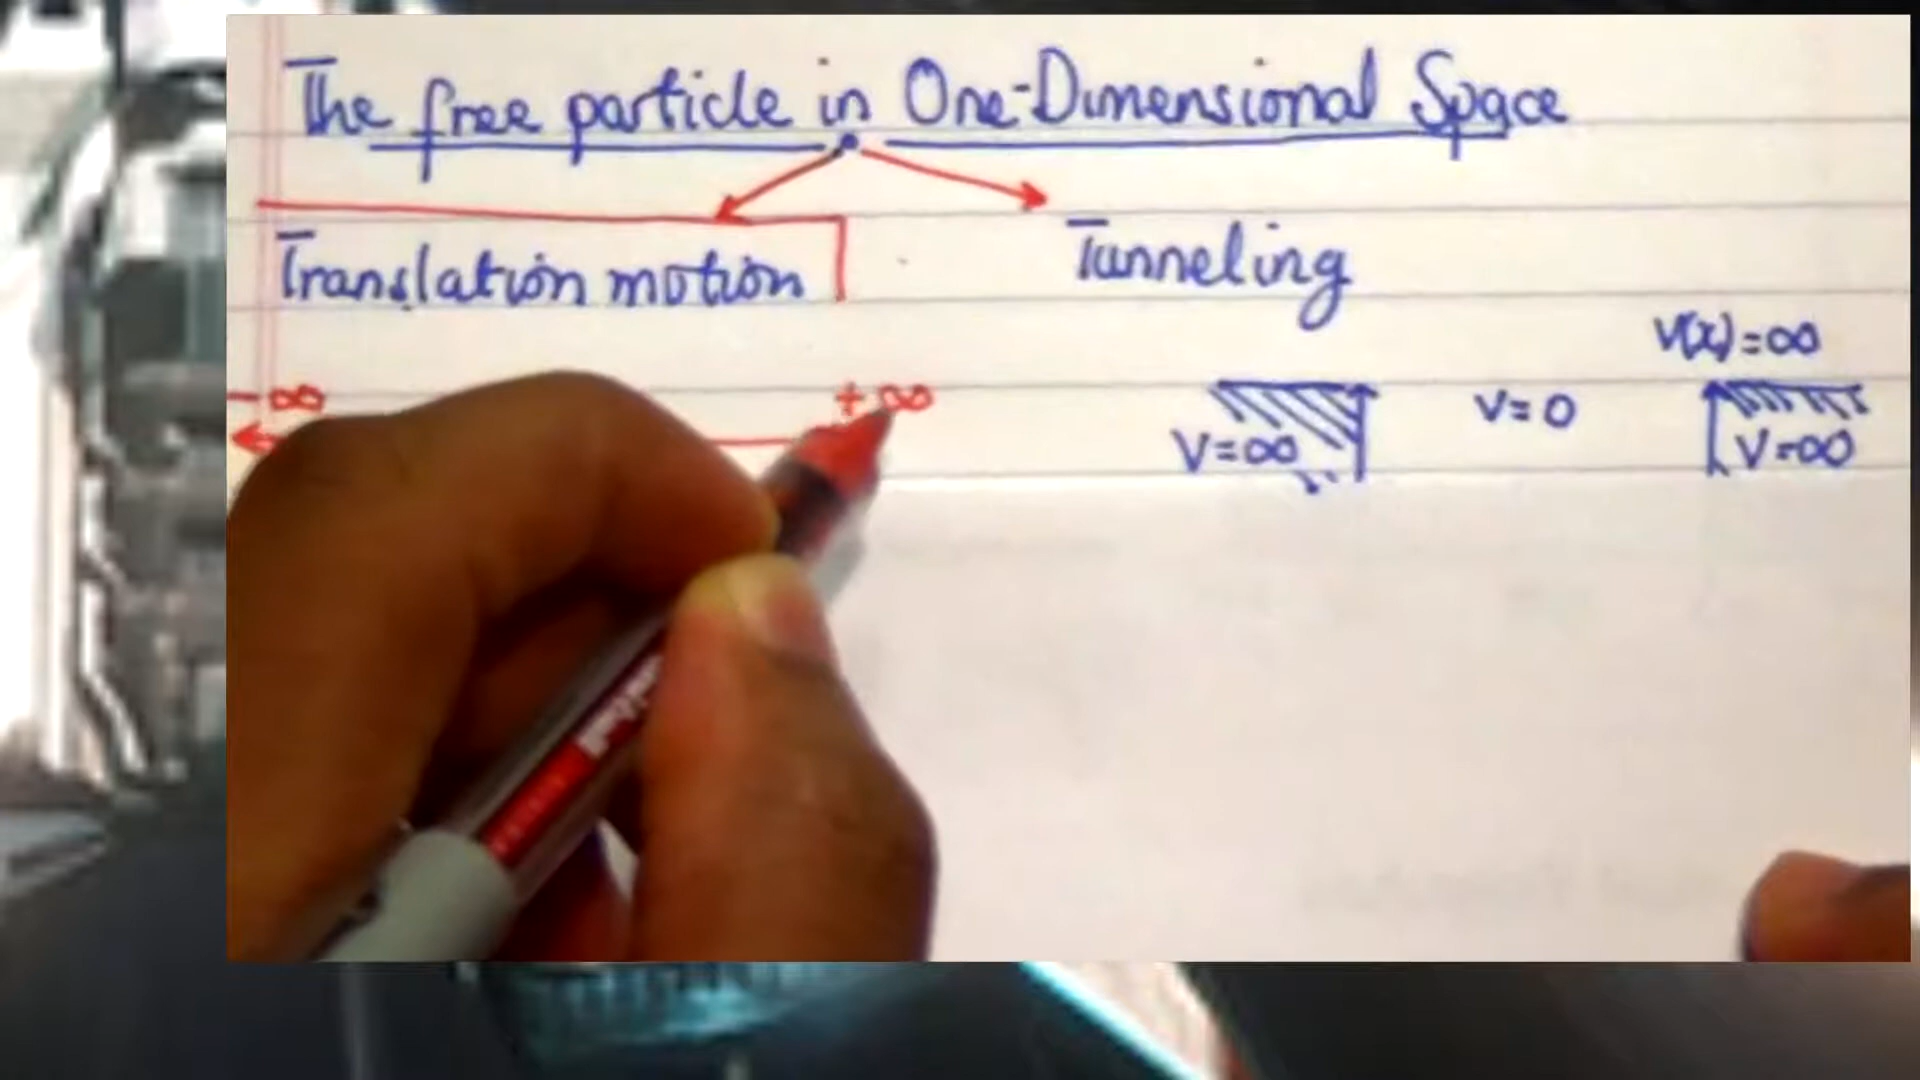 The free particle in One-Dimensional Space
Translation motion
Tunneling
V(x)=∞
-∞
+∞
V=∞
V=0
V=∞